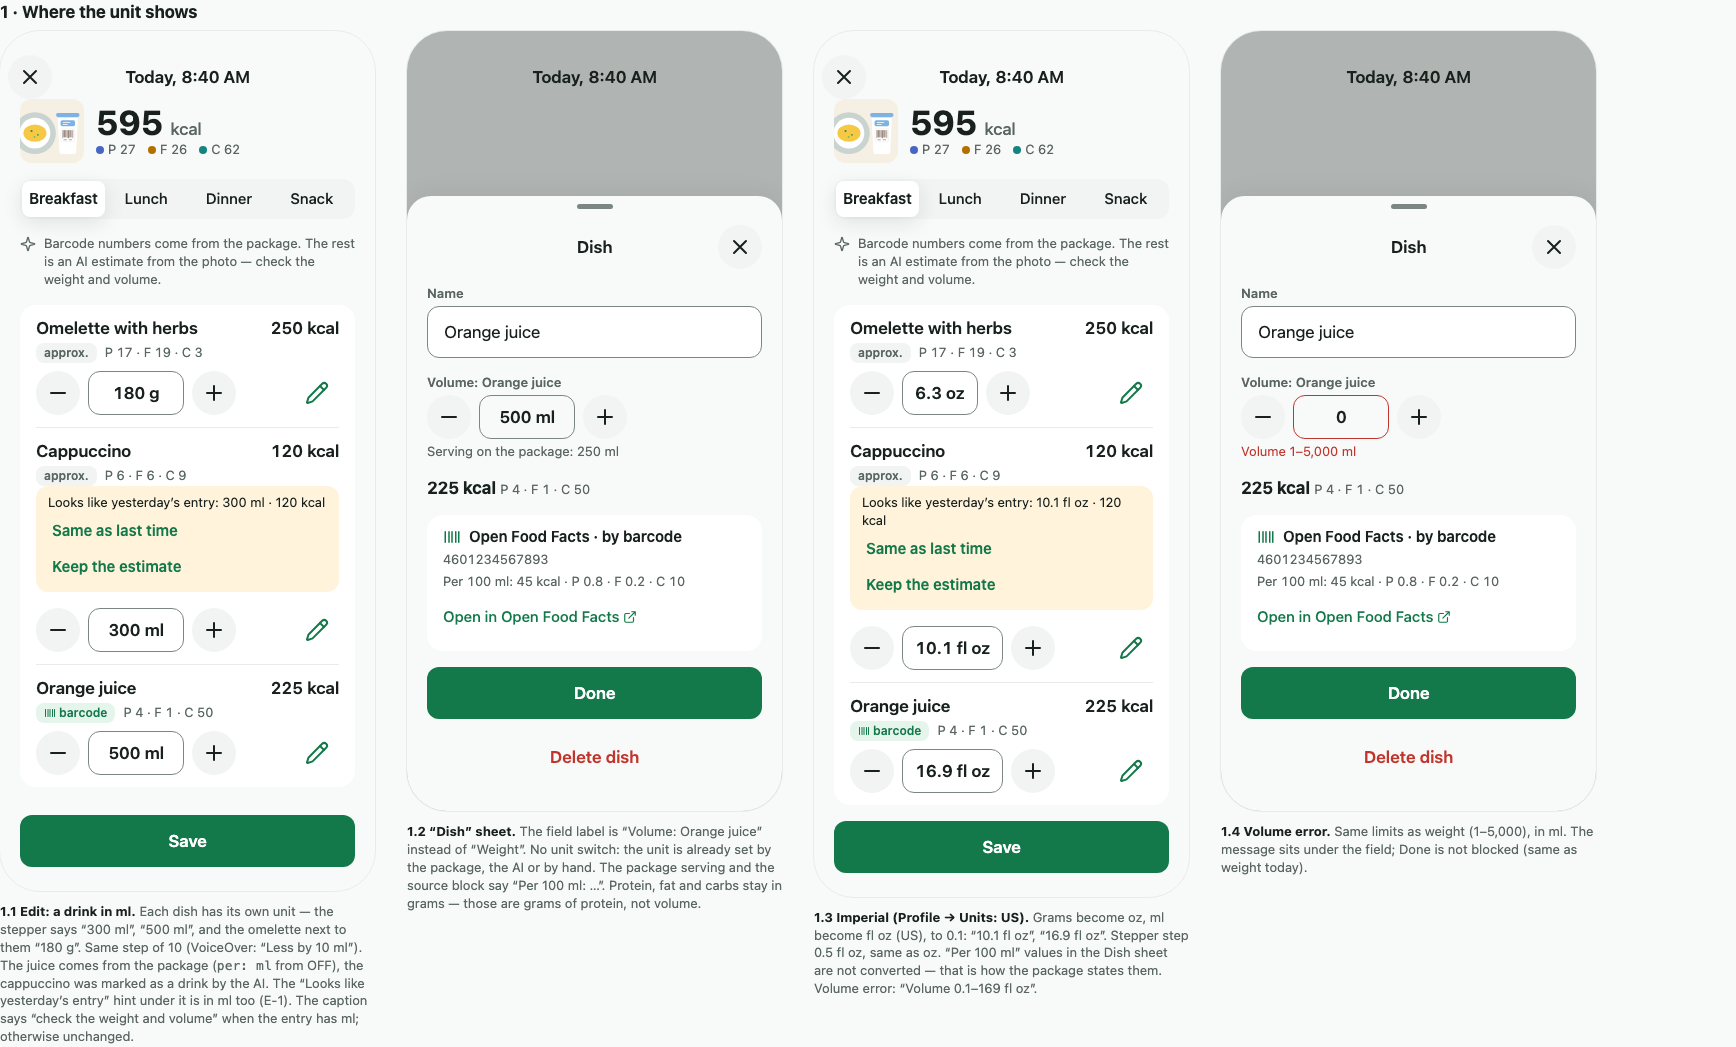 1 · Where the unit shows
Today, 8:40 AM
595 kcal
P 27 F 26 C 62
Breakfast Lunch Dinner Snack
Barcode numbers come from the package. The rest
is an AI estimate from the photo — check the
weight and volume.
Omelette with herbs 250 kcal
approx. P 17 · F 19 · C 3
180 g
Cappuccino 120 kcal
approx. P 6 · F 6 · C 9
Looks like yesterday’s entry: 300 ml · 120 kcal
Same as last time
Keep the estimate
300 ml
Orange juice 225 kcal
barcode P 4 · F 1 · C 50
500 ml
Save
1.1 Edit: a drink in ml. Each dish has its own unit — the
stepper says “300 ml”, “500 ml”, and the omelette next to
them “180 g”. Same step of 10 (VoiceOver: “Less by 10 ml”).
The juice comes from the package (per: ml from OFF), the
cappuccino was marked as a drink by the AI. The “Looks like
yesterday’s entry” hint under it is in ml too (E-1). The caption
says “check the weight and volume” when the entry has ml;
otherwise unchanged.
Today, 8:40 AM
Dish
Name
Orange juice
Volume: Orange juice
500 ml
Serving on the package: 250 ml
225 kcal P 4 · F 1 · C 50
Open Food Facts · by barcode
4601234567893
Per 100 ml: 45 kcal · P 0.8 · F 0.2 · C 10
Open in Open Food Facts
Done
Delete dish
1.2 “Dish” sheet. The field label is “Volume: Orange juice”
instead of “Weight”. No unit switch: the unit is already set by
the package, the AI or by hand. The package serving and the
source block say “Per 100 ml: …”. Protein, fat and carbs stay in
grams — those are grams of protein, not volume.
Today, 8:40 AM
595 kcal
P 27 F 26 C 62
Breakfast Lunch Dinner Snack
Barcode numbers come from the package. The rest
is an AI estimate from the photo — check the
weight and volume.
Omelette with herbs 250 kcal
approx. P 17 · F 19 · C 3
6.3 oz
Cappuccino 120 kcal
approx. P 6 · F 6 · C 9
Looks like yesterday’s entry: 10.1 fl oz · 120
kcal
Same as last time
Keep the estimate
10.1 fl oz
Orange juice 225 kcal
barcode P 4 · F 1 · C 50
16.9 fl oz
Save
1.3 Imperial (Profile → Units: US). Grams become oz, ml
become fl oz (US), to 0.1: “10.1 fl oz”, “16.9 fl oz”. Stepper step
0.5 fl oz, same as oz. “Per 100 ml” values in the Dish sheet
are not converted — that is how the package states them.
Volume error: “Volume 0.1–169 fl oz”.
Today, 8:40 AM
Dish
Name
Orange juice
Volume: Orange juice
0
Volume 1–5,000 ml
225 kcal P 4 · F 1 · C 50
Open Food Facts · by barcode
4601234567893
Per 100 ml: 45 kcal · P 0.8 · F 0.2 · C 10
Open in Open Food Facts
Done
Delete dish
1.4 Volume error. Same limits as weight (1–5,000), in ml. The
message sits under the field; Done is not blocked (same as
weight today).